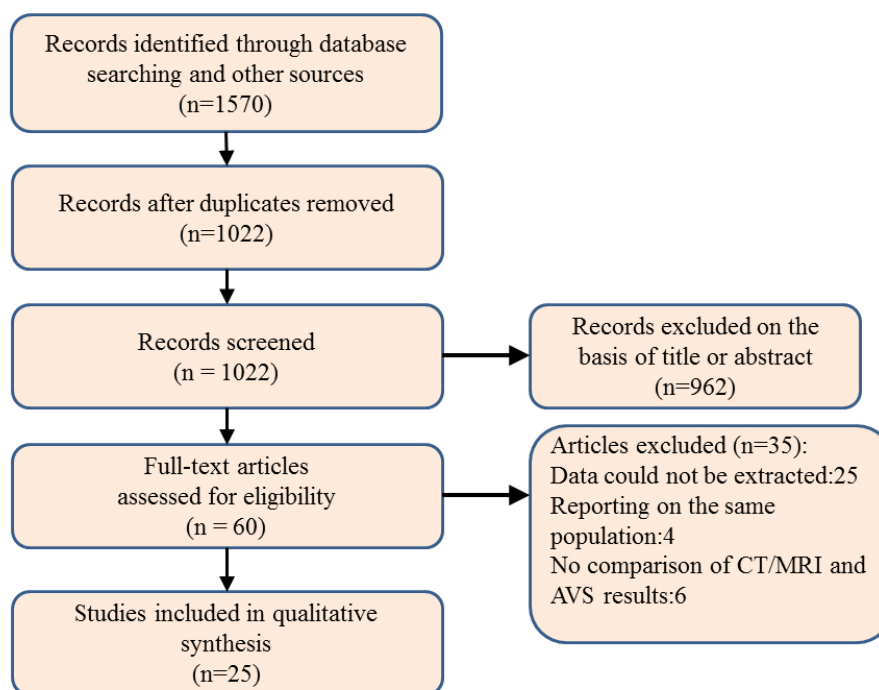 Records identified through database
searching and other sources
(n=1570)
Records after duplicates removed
(n=1022)
Records screened
(n = 1022)
Records excluded on the
basis of title or abstract
(n=962)
Full-text articles
assessed for eligibility
(n = 60)
Articles excluded (n=35):
Data could not be extracted:25
Reporting on the same
population:4
No comparison of CT/MRI and
AVS results:6
Studies included in qualitative
synthesis
(n=25)